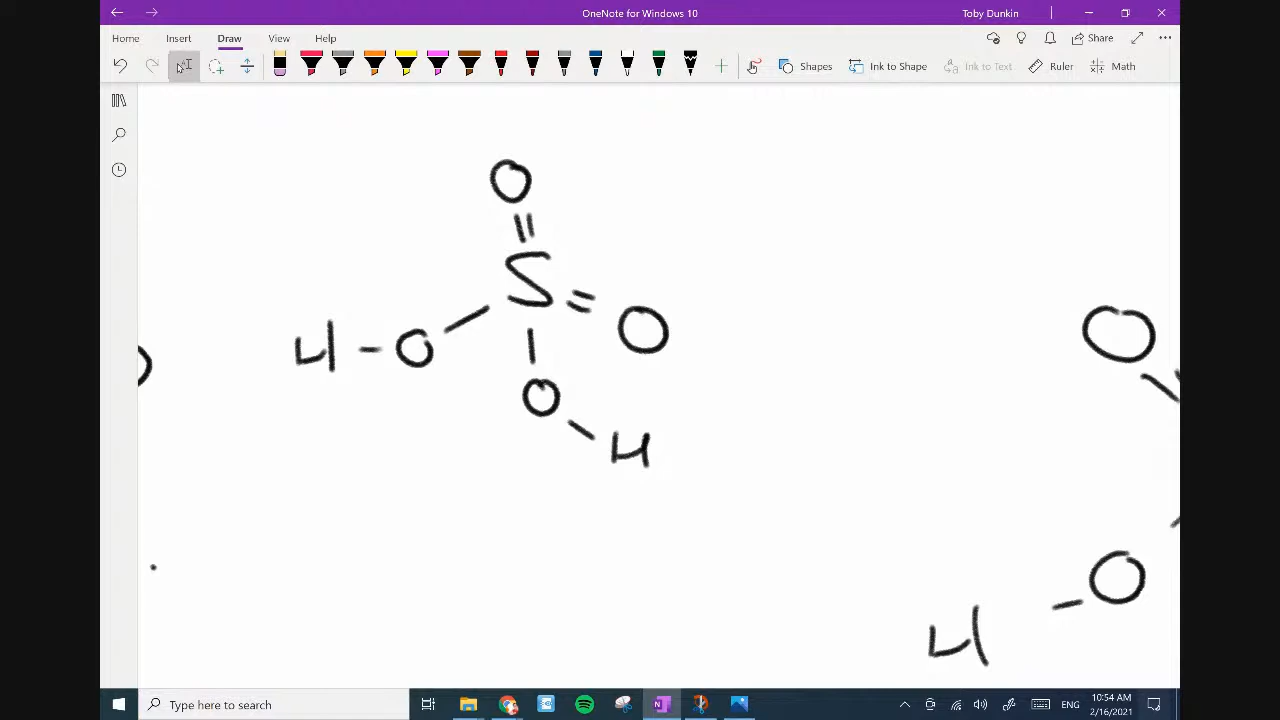 OneNote for Windows 10
Toby Dunkin
Home Insert Draw View Help
Share
Shapes Ink to Shape Ink to Text Ruler Math
O
S
O
H - O
O
H
O
O
H
Type here to search
ENG
10:54 AM
2/16/2021